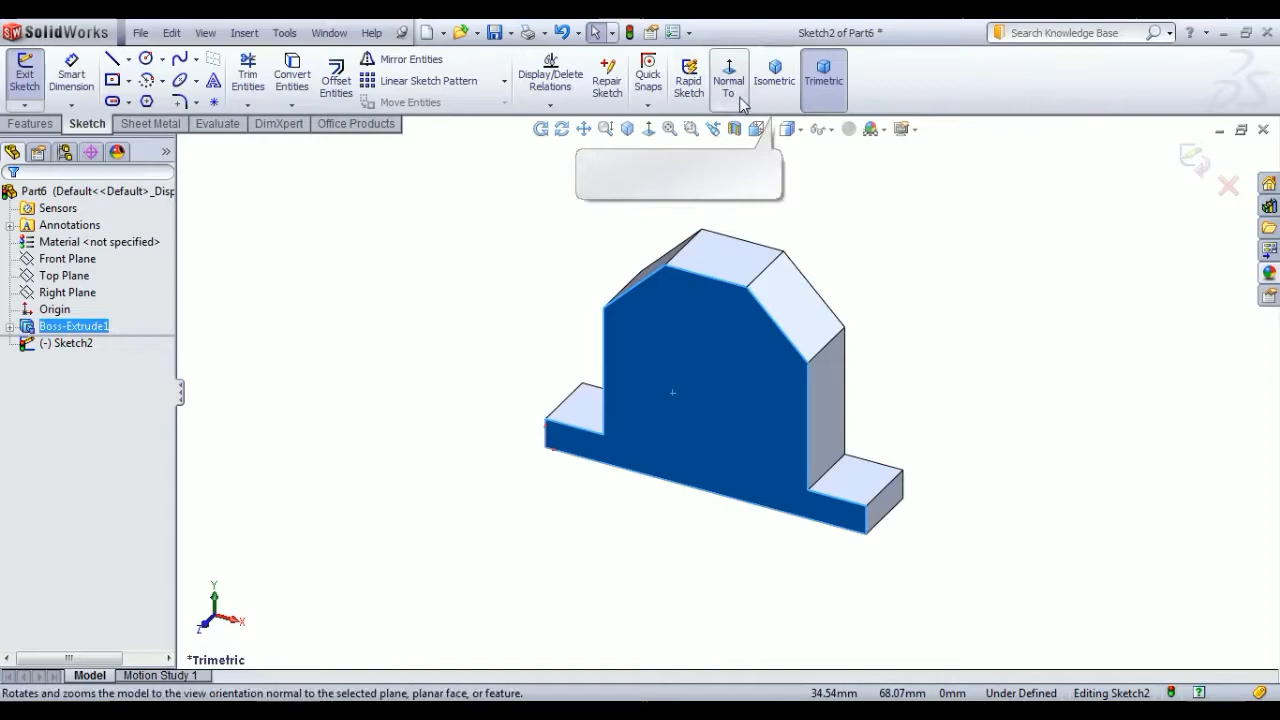 SolidWorks File Edit View Insert Tools Window Help Sketch2 of Part6 * Search Knowledge Base
Exit Sketch
Smart Dimension
Trim Entities
Convert Entities
Offset Entities
Mirror Entities
Linear Sketch Pattern
Move Entities
Display/Delete Relations
Repair Sketch
Quick Snaps
Rapid Sketch
Normal To
Isometric
Trimetric
Features Sketch Sheet Metal Evaluate DimXpert Office Products
Part6 (Default<<Default>_Disp
Sensors
Annotations
Material <not specified>
Front Plane
Top Plane
Right Plane
Origin
Boss-Extrude1
(-) Sketch2
Y
X
Z
*Trimetric
Model Motion Study 1
Rotates and zooms the model to the view orientation normal to the selected plane, planar face, or feature. 34.54mm 68.07mm 0mm Under Defined Editing Sketch2